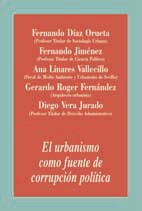 Fernando Díaz Orueta
(Profesor Titular de Sociología Urbana)
Fernando Jiménez
(Profesor Titular de Ciencia Política)
Ana Linares Vallecillo
(Fiscal de Medio Ambiente y Urbanismo de Sevilla)
Gerardo Roger Fernández
(Arquitecto urbanista)
Diego Vera Jurado
(Profesor Titular de Derecho Administrativo)
El urbanismo
como fuente de
corrupción política